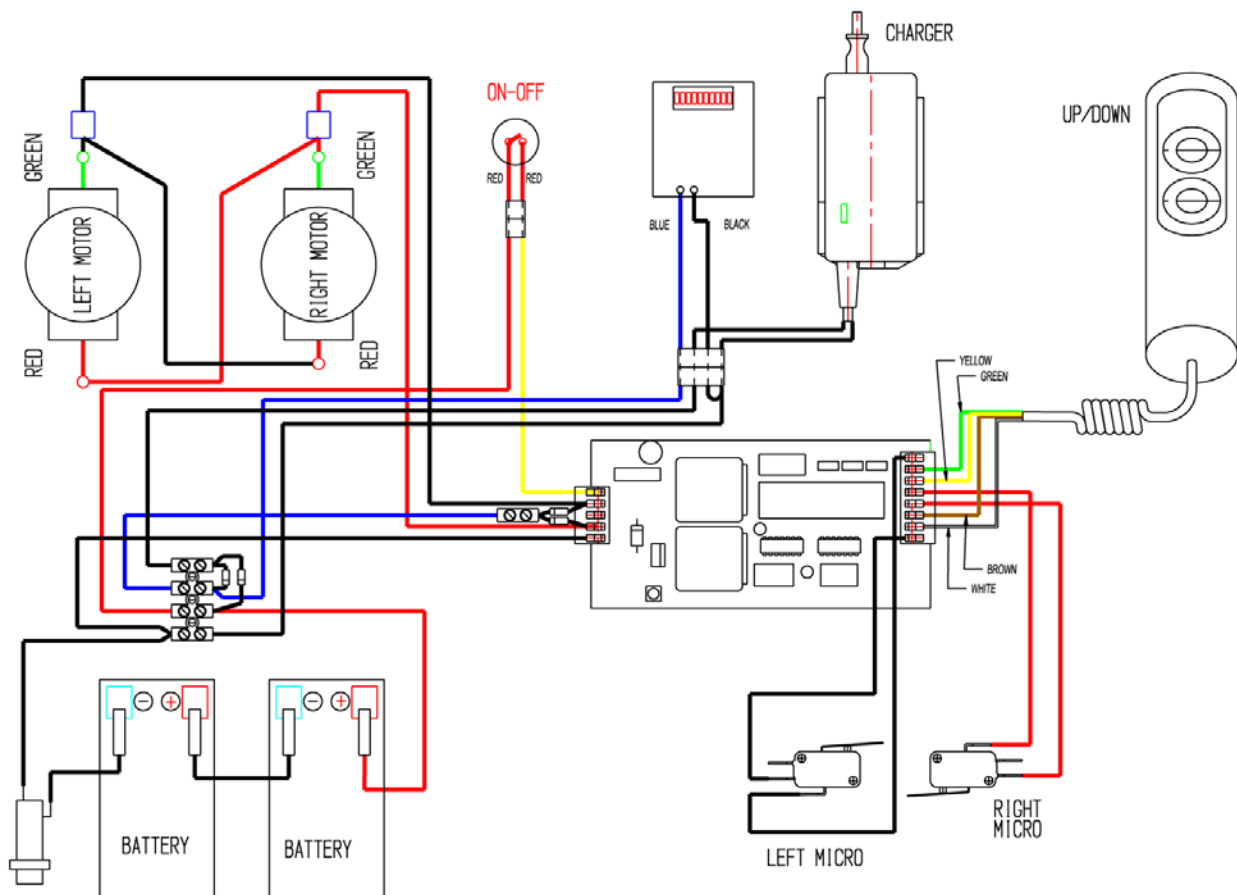 CHARGER
UP/DOWN
ON-OFF
GREEN
GREEN
LEFT MOTOR
RIGHT MOTOR
RED
RED
RED
RED
BLUE
BLACK
YELLOW
GREEN
BROWN
WHITE
- +
- +
BATTERY
BATTERY
LEFT MICRO
RIGHT
MICRO